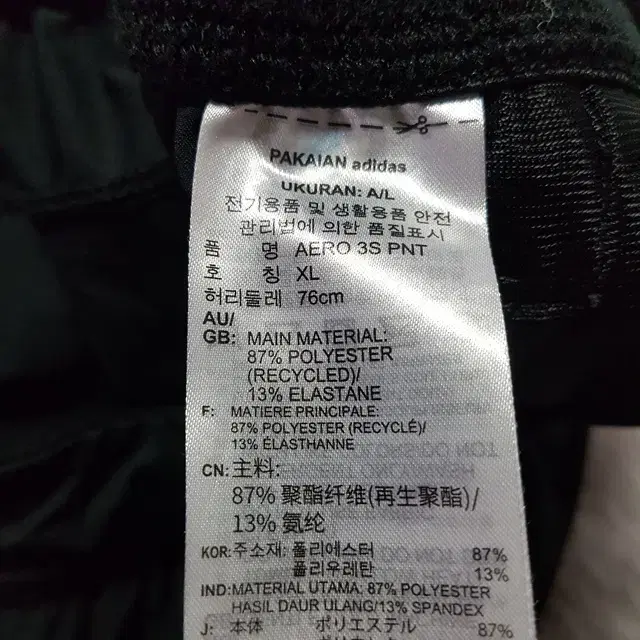 PAKAIAN adidas
UKURAN: A/L
전기용품 및 생활용품 안전
관리법에 의한 품질표시
품 명 AERO 3S PNT
호 칭 XL
허리둘레 76cm
AU/
GB: MAIN MATERIAL:
87% POLYESTER
(RECYCLED)/
13% ELASTANE
F: MATIERE PRINCIPALE:
87% POLYESTER (RECYCLÉ)/
13% ÉLASTHANNE
CN: 主料:
87% 聚酯纤维(再生聚酯)/
13% 氨纶
KOR: 주소재: 폴리에스터 87%
폴리우레탄 13%
IND: MATERIAL UTAMA: 87% POLYESTER
HASIL DAUR ULANG/13% SPANDEX
J: 本体 ポリエステル 87%